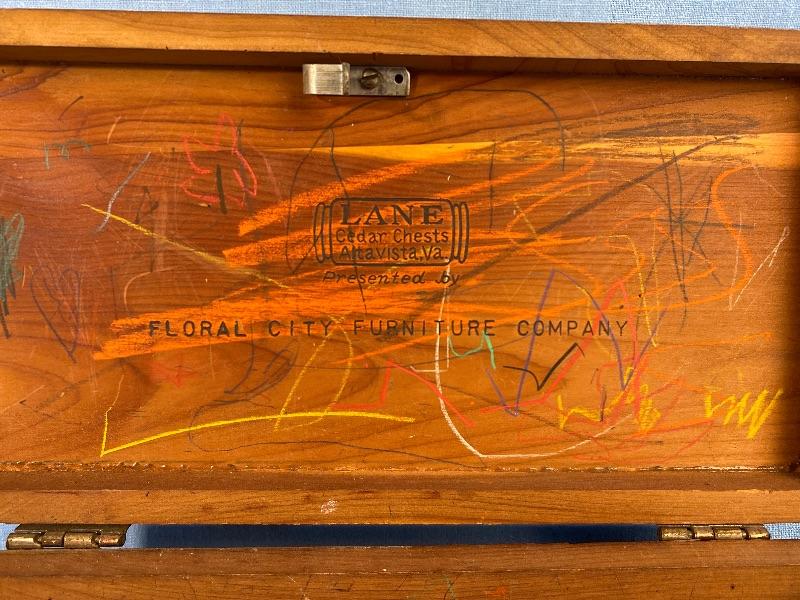 LANE
Cedar Chests
Altavista, Va.
Presented by
FLORAL CITY FURNITURE COMPANY